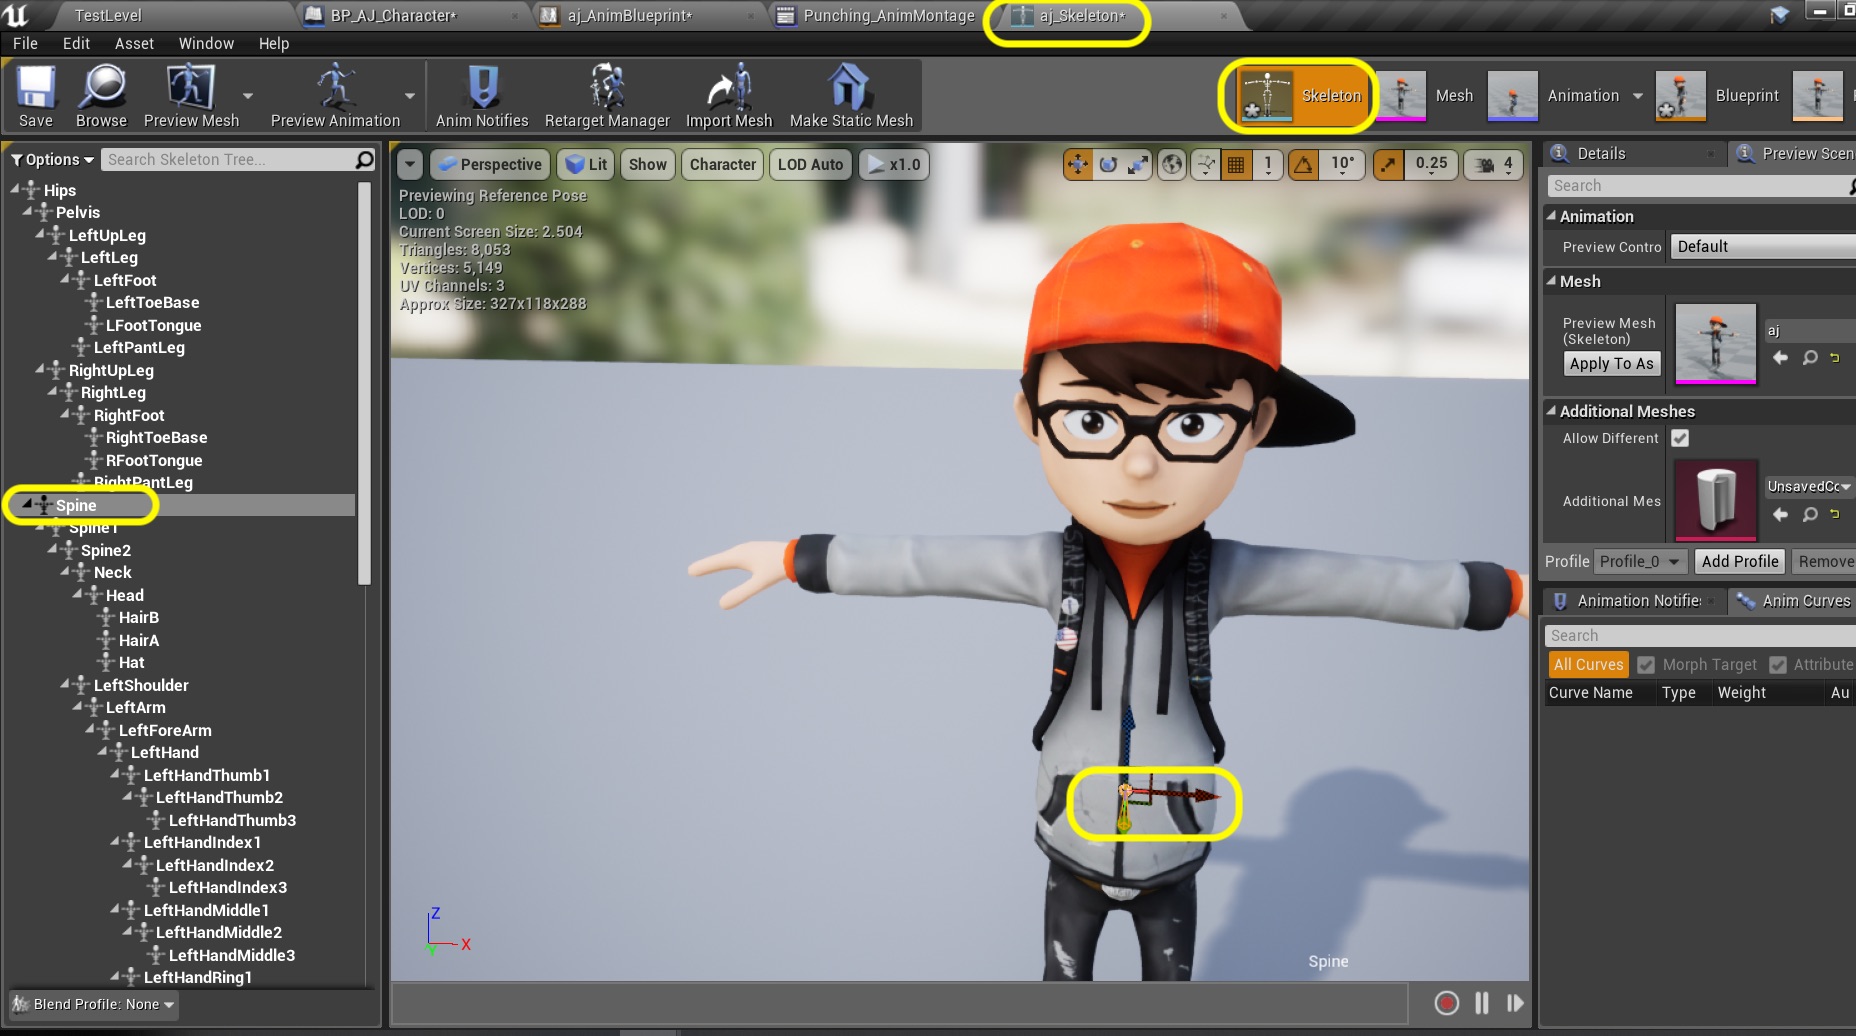 TestLevel
BP_AJ_Character*
aj_AnimBlueprint*
Punching_AnimMontage
aj_Skeleton*
File Edit Asset Window Help
Save
Browse
Preview Mesh
Preview Animation
Anim Notifies
Retarget Manager
Import Mesh
Make Static Mesh
Skeleton
Mesh
Animation
Blueprint
Options
Search Skeleton Tree...
Hips
Pelvis
LeftUpLeg
LeftLeg
LeftFoot
LeftToeBase
LFootTongue
LeftPantLeg
RightUpLeg
RightLeg
RightFoot
RightToeBase
RFootTongue
RightPantLeg
Spine
Spine1
Spine2
Neck
Head
HairB
HairA
Hat
LeftShoulder
LeftArm
LeftForeArm
LeftHand
LeftHandThumb1
LeftHandThumb2
LeftHandThumb3
LeftHandIndex1
LeftHandIndex2
LeftHandIndex3
LeftHandMiddle1
LeftHandMiddle2
LeftHandMiddle3
LeftHandRing1
Blend Profile: None
Perspective
Lit
Show
Character
LOD Auto
x1.0
1
10°
0.25
4
Previewing Reference Pose
LOD: 0
Current Screen Size: 2.504
Triangles: 8,053
Vertices: 5,149
UV Channels: 3
Approx Size: 327x118x288
Z
X
Y
Spine
Details
Preview Scen
Search
Animation
Preview Contro
Default
Mesh
Preview Mesh
(Skeleton)
Apply To As
aj
Additional Meshes
Allow Different
Additional Mes
UnsavedCc
Profile
Profile_0
Add Profile
Remove
Animation Notifie
Anim Curves
Search
All Curves
Morph Target
Attribute
Curve Name
Type
Weight
Au